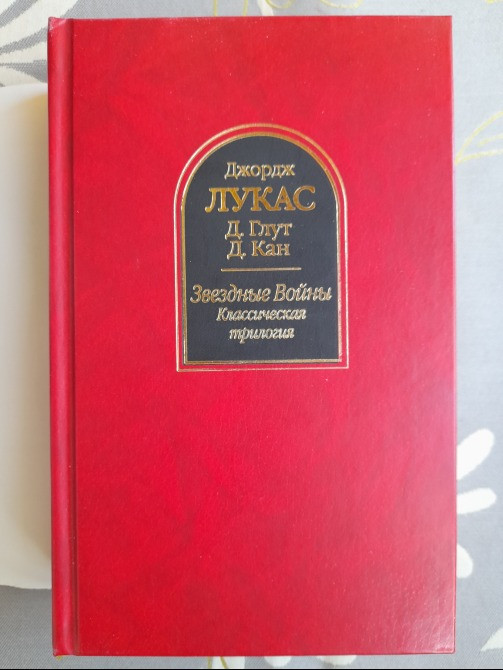 Джордж
ЛУКАС
Д. Глут
Д. Кан
Звездные Войны
Классическая
трилогия